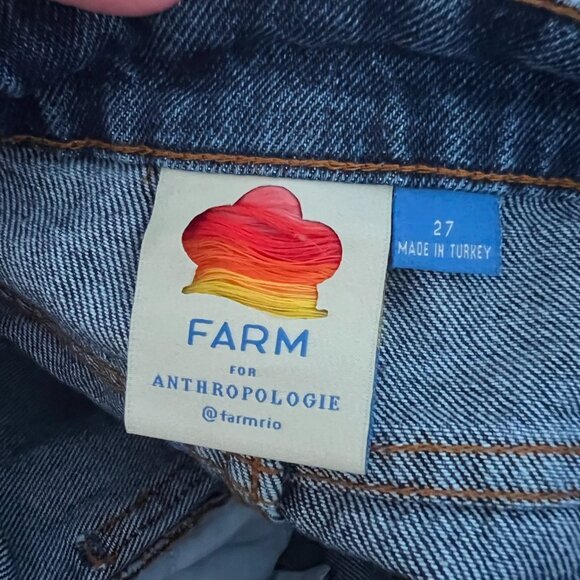 FARM
FOR
ANTHROPOLOGIE
@farmrio
27
MADE IN TURKEY